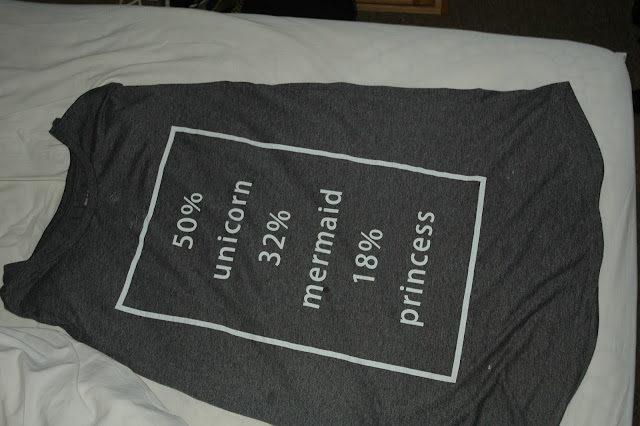 50%
unicorn
32%
mermaid
18%
princess